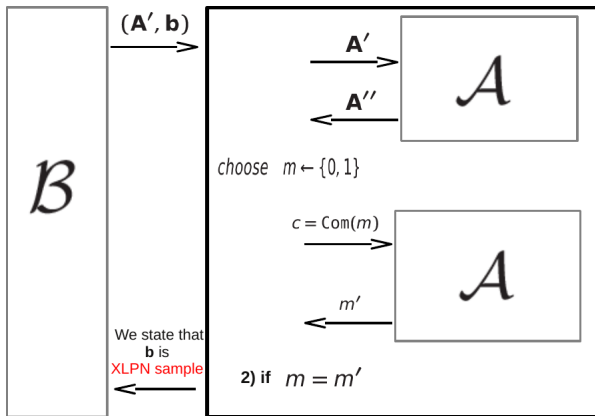 (A′, b)
A′
A
A″
B
choose m ← {0, 1}
c = Com(m)
A
m′
We state that
b is
XLPN sample
2) if m = m′